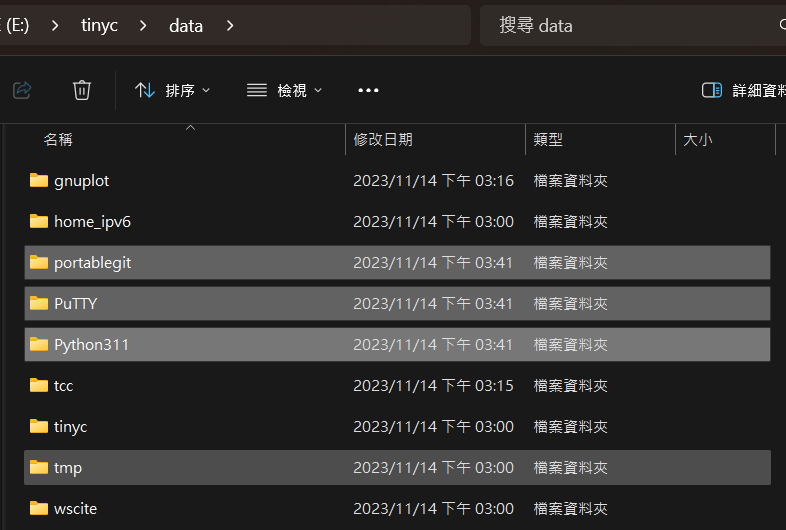 (E:) > tinyc > data > 搜尋 data
排序 檢視 ••• 詳細資料
名稱 修改日期 類型 大小
gnuplot 2023/11/14 下午 03:16 檔案資料夾
home_ipv6 2023/11/14 下午 03:00 檔案資料夾
portablegit 2023/11/14 下午 03:41 檔案資料夾
PuTTY 2023/11/14 下午 03:41 檔案資料夾
Python311 2023/11/14 下午 03:41 檔案資料夾
tcc 2023/11/14 下午 03:15 檔案資料夾
tinyc 2023/11/14 下午 03:00 檔案資料夾
tmp 2023/11/14 下午 03:00 檔案資料夾
wscite 2023/11/14 下午 03:00 檔案資料夾